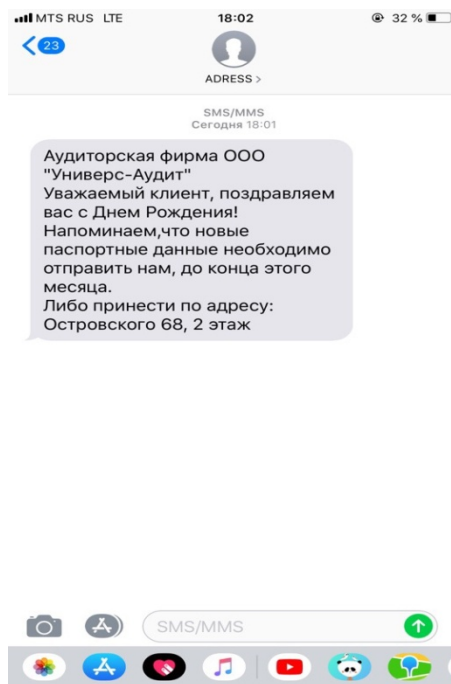 MTS RUS LTE 18:02 32 %
23
ADRESS >
SMS/MMS
Сегодня 18:01
Аудиторская фирма ООО
"Универс-Аудит"
Уважаемый клиент, поздравляем
вас с Днем Рождения!
Напоминаем,что новые
паспортные данные необходимо
отправить нам, до конца этого
месяца.
Либо принести по адресу:
Островского 68, 2 этаж
SMS/MMS